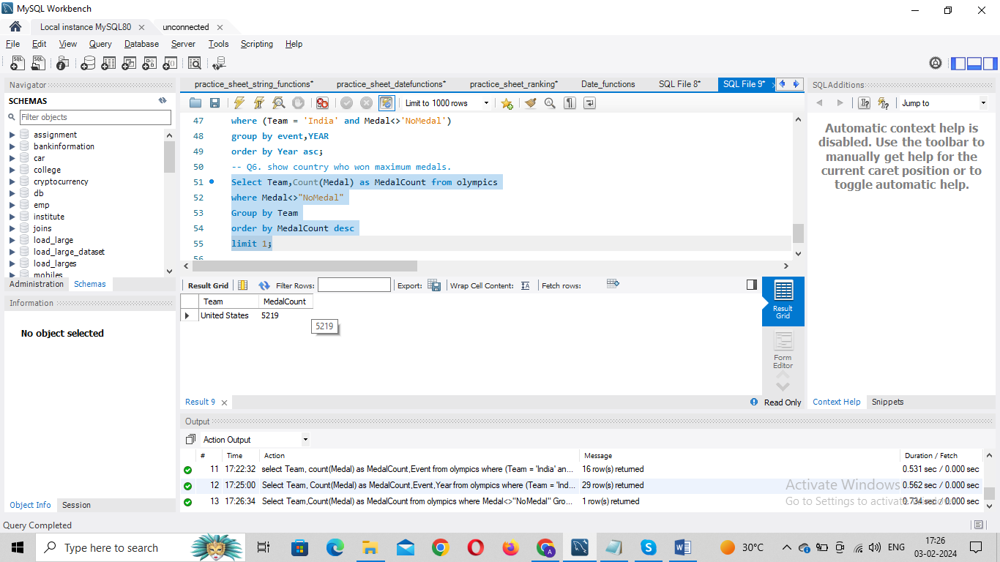 MySQL Workbench
Local instance MySQL80
unconnected
File Edit View Query Database Server Tools Scripting Help
Navigator
SCHEMAS
Filter objects
assignment
bankinformation
car
college
cryptocurrency
db
emp
institute
joins
load_large
load_large_dataset
load_larges
mobiles
Administration Schemas
Information
No object selected
Object Info Session
practice_sheet_string_functions* practice_sheet_datefunctions* practice_sheet_ranking* Date_functions SQL File 8* SQL File 9*
Limit to 1000 rows
47 where (Team = 'India' and Medal<>'NoMedal')
48 group by event,YEAR
49 order by Year asc;
50 -- Q6. show country who won maximum medals.
51 Select Team,Count(Medal) as MedalCount from olympics
52 where Medal<>"NoMedal"
53 Group by Team
54 order by MedalCount desc
55 limit 1;
56
Result Grid Filter Rows: Export: Wrap Cell Content: Fetch rows:
Team MedalCount
United States 5219
5219
Result Grid
Form Editor
Result 9
Read Only
SQLAdditions
Jump to
Automatic context help is
disabled. Use the toolbar to
manually get help for the
current caret position or to
toggle automatic help.
Context Help Snippets
Output
Action Output
# Time Action Message Duration / Fetch
11 17:22:32 select Team, count(Medal) as MedalCount,Event from olympics where (Team = 'India' an... 16 row(s) returned 0.531 sec / 0.000 sec
12 17:25:00 Select Team, Count(Medal) as MedalCount,Event,Year from olympics where (Team = 'Ind... 29 row(s) returned 0.562 sec / 0.000 sec
13 17:26:34 Select Team,Count(Medal) as MedalCount from olympics where Medal<>"NoMedal" Gro... 1 row(s) returned 0.734 sec / 0.000 sec
Activate Windows
Go to Settings to activate Windows.
Query Completed
Type here to search
30°C
ENG
17:26
03-02-2024